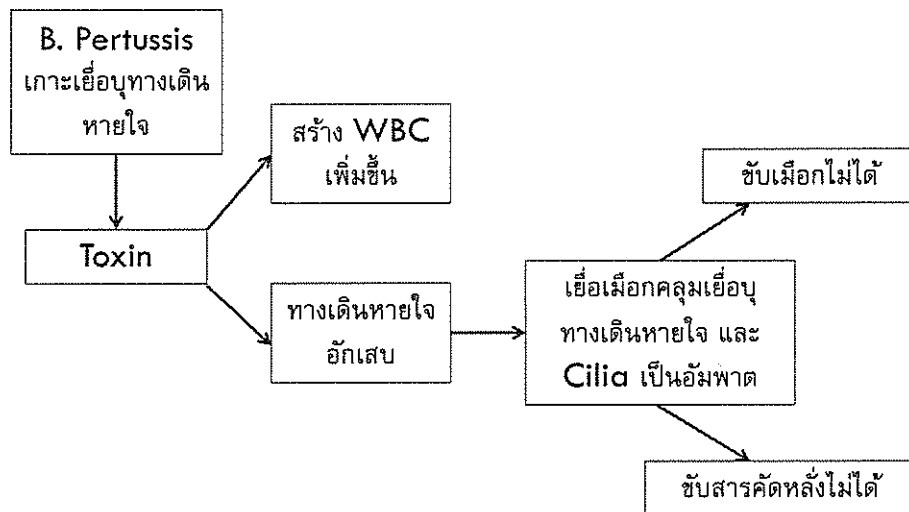 B. Pertussis
เกาะเยื่อบุทางเดิน
หายใจ
สร้าง WBC
เพิ่มขึ้น
ขับเมือกไม่ได้
Toxin
ทางเดินหายใจ
อักเสบ
เยื่อเมือกคลุมเยื่อบุ
ทางเดินหายใจ และ
Cilia เป็นอัมพาต
ขับสารคัดหลั่งไม่ได้